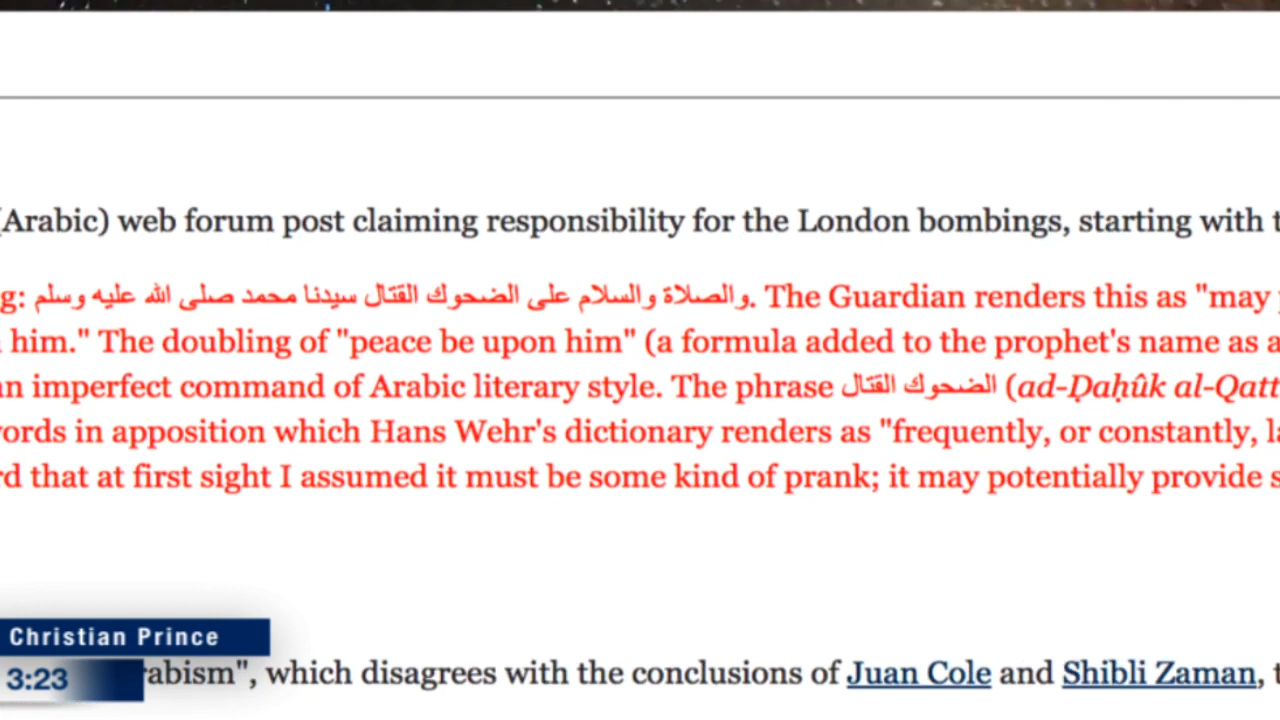 (Arabic) web forum post claiming responsibility for the London bombings, starting with t
g: والصلاة والسلام على الضحوك القتال سيدنا محمد صلى الله عليه وسلم. The Guardian renders this as "may
him." The doubling of "peace be upon him" (a formula added to the prophet's name as a
an imperfect command of Arabic literary style. The phrase الضحوك القتال (ad-Ḍaḥûk al-Qatt
words in apposition which Hans Wehr's dictionary renders as "frequently, or constantly, la
rd that at first sight I assumed it must be some kind of prank; it may potentially provide s
Christian Prince
3:23
rabism", which disagrees with the conclusions of Juan Cole and Shibli Zaman, t